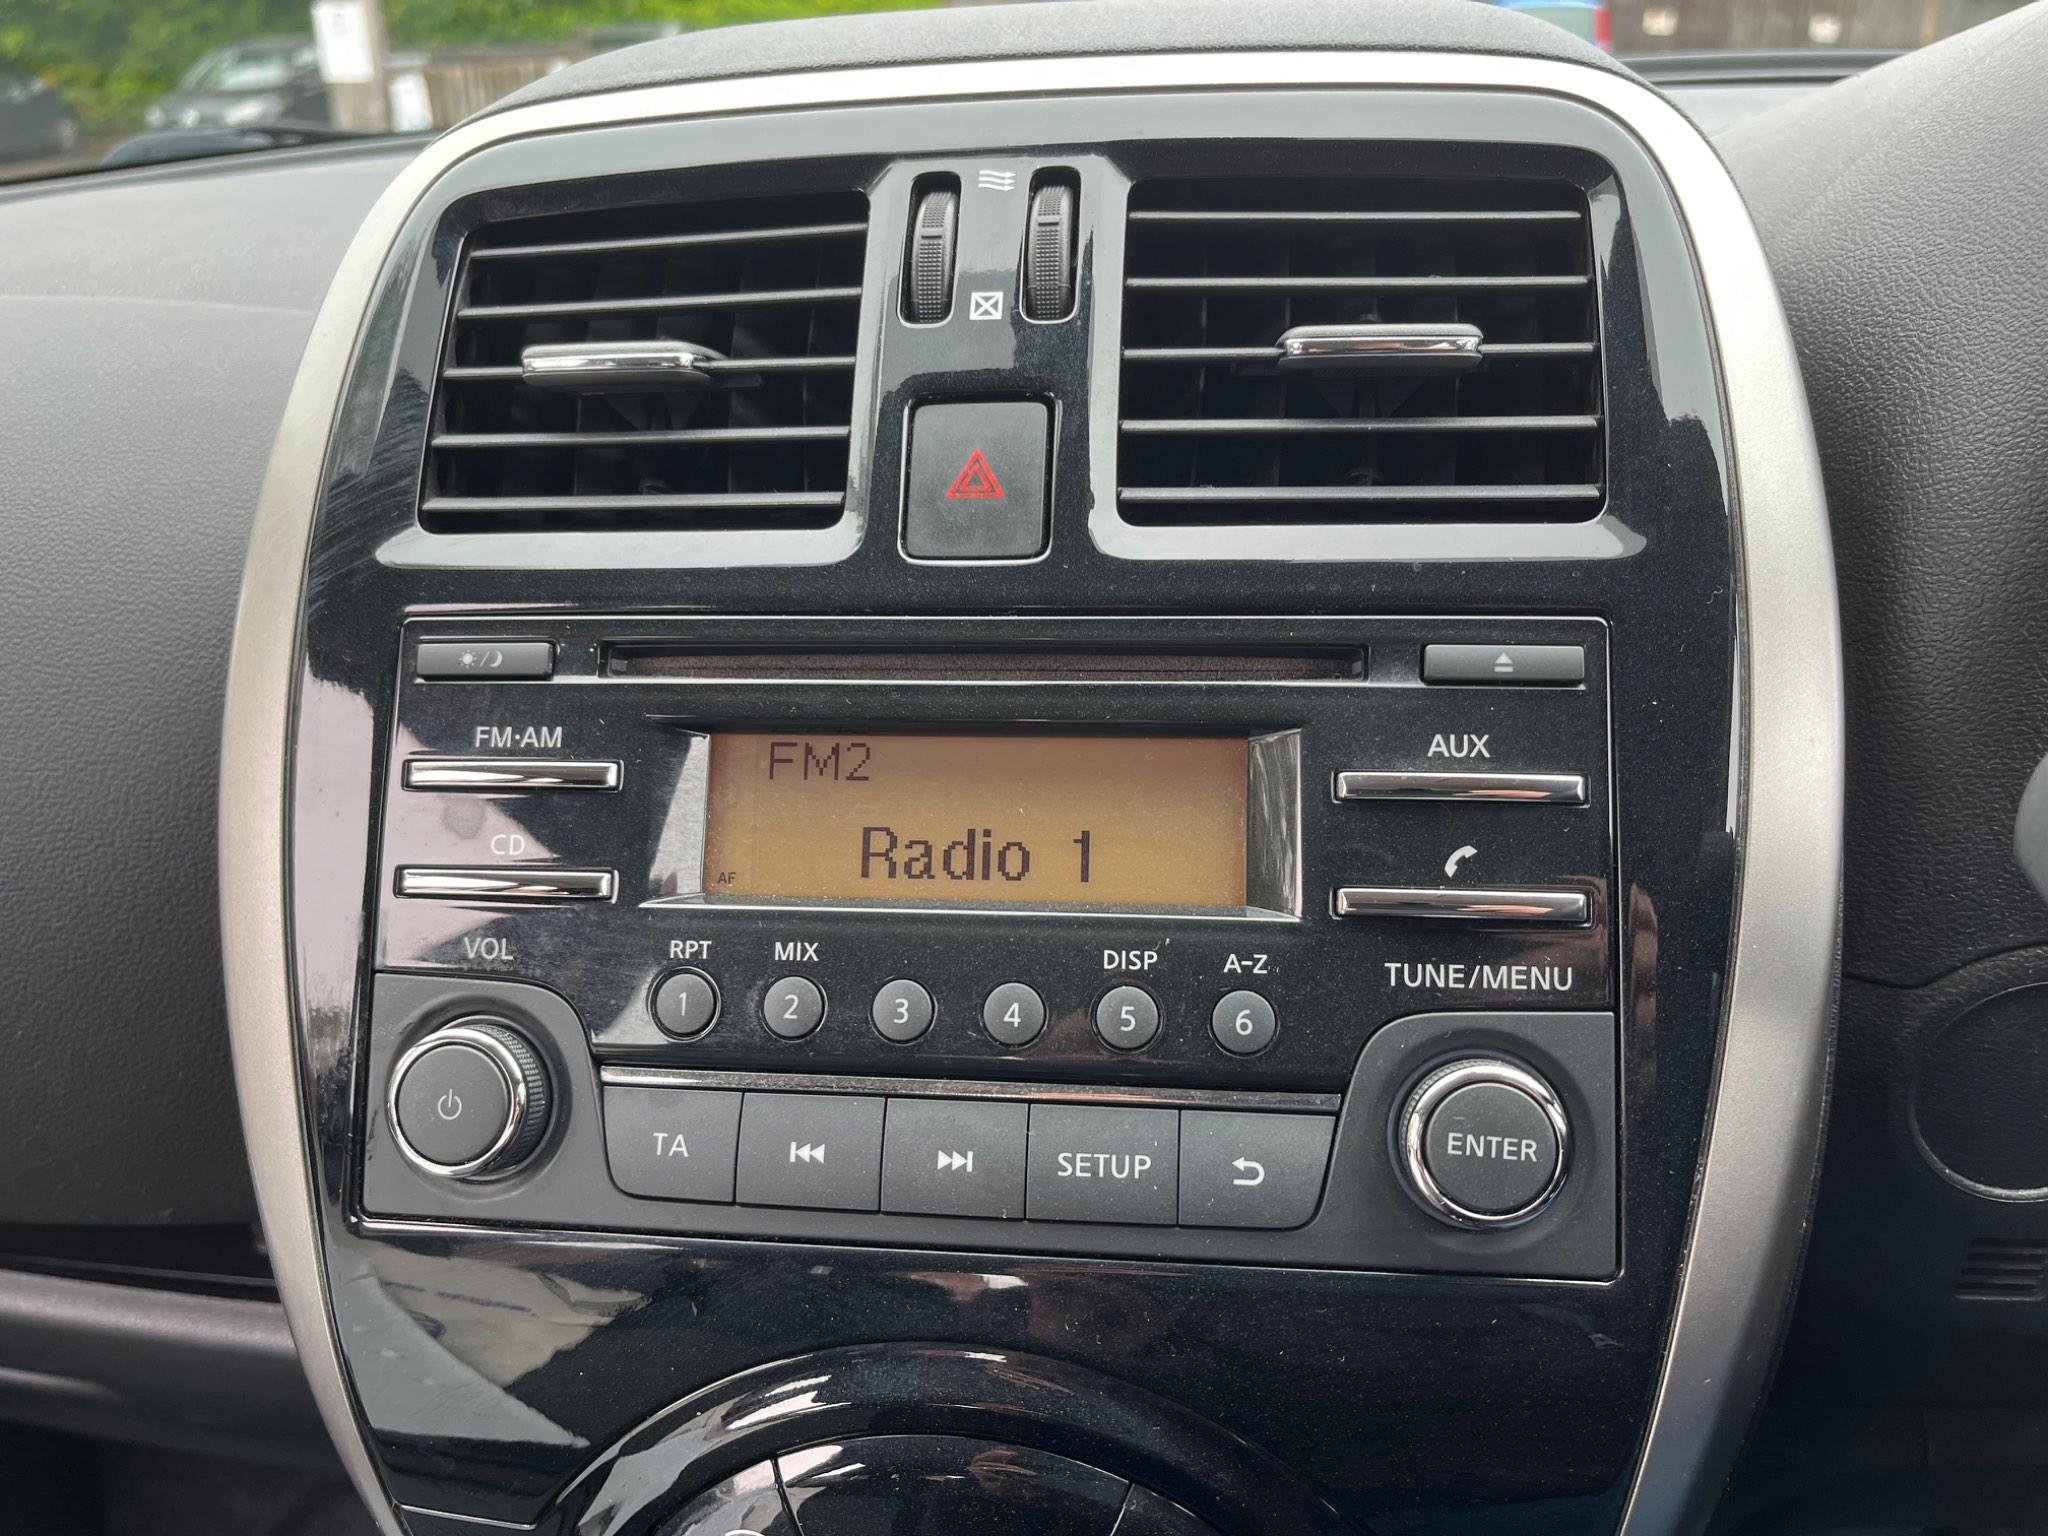 FM·AM
CD
VOL
FM2
Radio 1
AF
AUX
TUNE/MENU
RPT
MIX
DISP
A-Z
1
2
3
4
5
6
TA
SETUP
ENTER